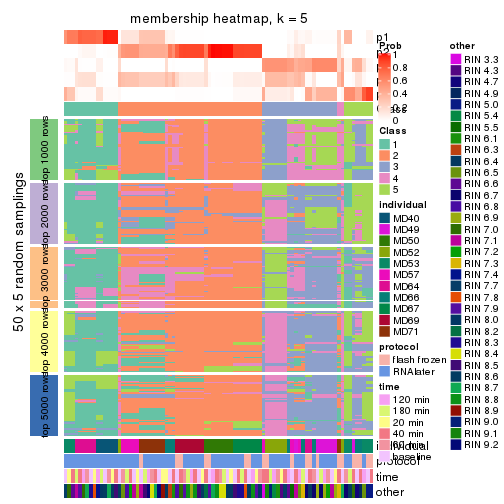 membership heatmap, k = 5
50 x 5 random samplings
top 1000 rows
top 2000 rows
top 3000 rows
top 4000 rows
top 5000 rows
p1
p2
Prob
1
0.8
0.6
0.4
0.2
0
Class
1
2
3
4
5
individual
MD40
MD49
MD50
MD52
MD53
MD57
MD64
MD66
MD67
MD69
MD71
protocol
flash frozen
RNAlater
time
120 min
180 min
20 min
40 min
60 min
baseline
individual
protocol
time
other
other
RIN 3.3
RIN 4.3
RIN 4.7
RIN 4.9
RIN 5.0
RIN 5.4
RIN 5.5
RIN 6.1
RIN 6.3
RIN 6.4
RIN 6.5
RIN 6.6
RIN 6.7
RIN 6.8
RIN 6.9
RIN 7.0
RIN 7.1
RIN 7.2
RIN 7.3
RIN 7.4
RIN 7.7
RIN 7.8
RIN 7.9
RIN 8.0
RIN 8.2
RIN 8.3
RIN 8.4
RIN 8.5
RIN 8.6
RIN 8.7
RIN 8.8
RIN 8.9
RIN 9.0
RIN 9.1
RIN 9.2